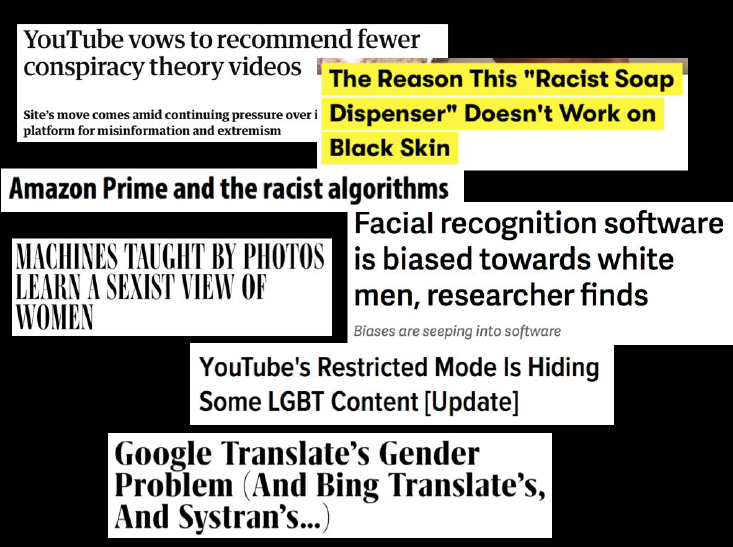 YouTube vows to recommend fewer
conspiracy theory videos
Site's move comes amid continuing pressure over
platform for misinformation and extremism
The Reason This "Racist Soap
Dispenser" Doesn't Work on
Black Skin
Amazon Prime and the racist algorithms
Facial recognition software
is biased towards white
men, researcher finds
Biases are seeping into software
MACHINES TAUGHT BY PHOTOS
LEARN A SEXIST VIEW OF
WOMEN
YouTube's Restricted Mode Is Hiding
Some LGBT Content [Update]
Google Translate's Gender
Problem (And Bing Translate's,
And Systran's...)